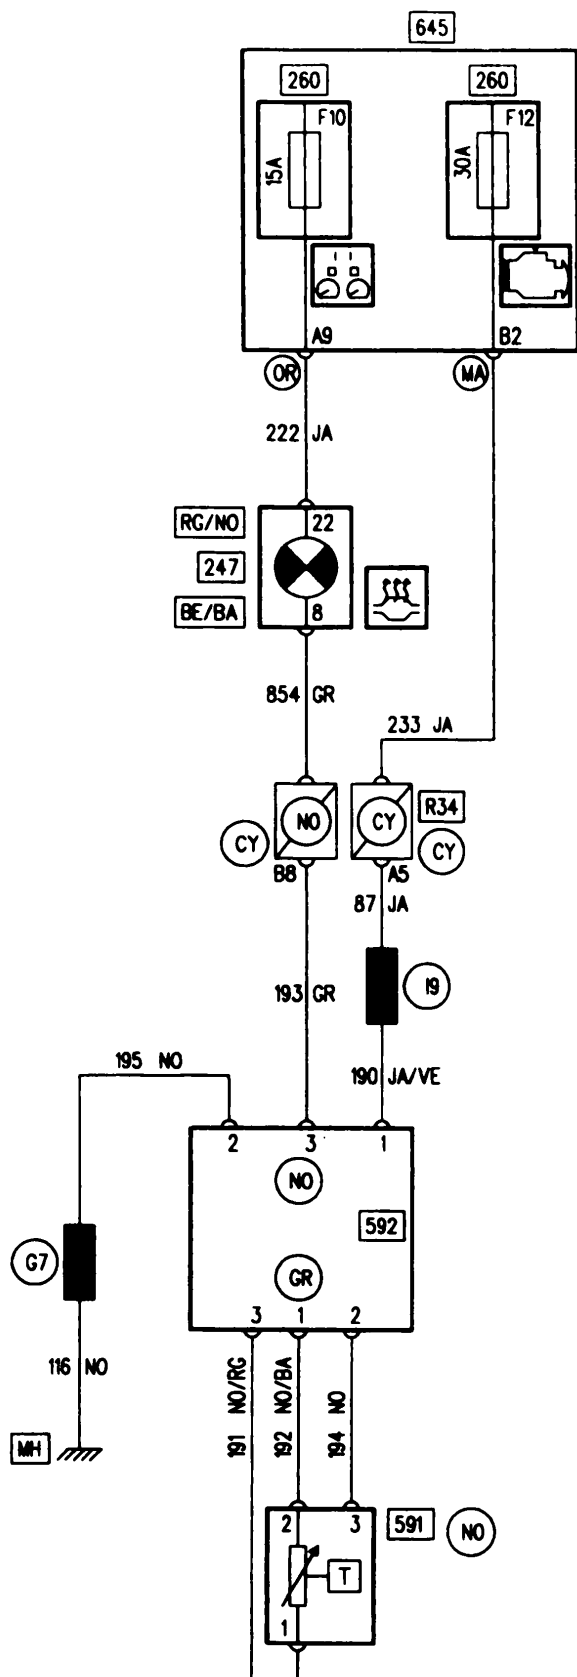 645
260 260
F10 F12
15A 30A
A9 B2
OR MA
222 JA
RG/NO 22
247
BE/BA 8
854 GR
233 JA
NO CY R34
CY CY
B8 A5
87 JA
193 GR I9
195 NO
190 JA/VE
2 3 1
NO
592
G7
GR
3 1 2
116 NO
191 NO/RG
192 NO/BA
194 NO
MH
2 3 591 NO
T
1